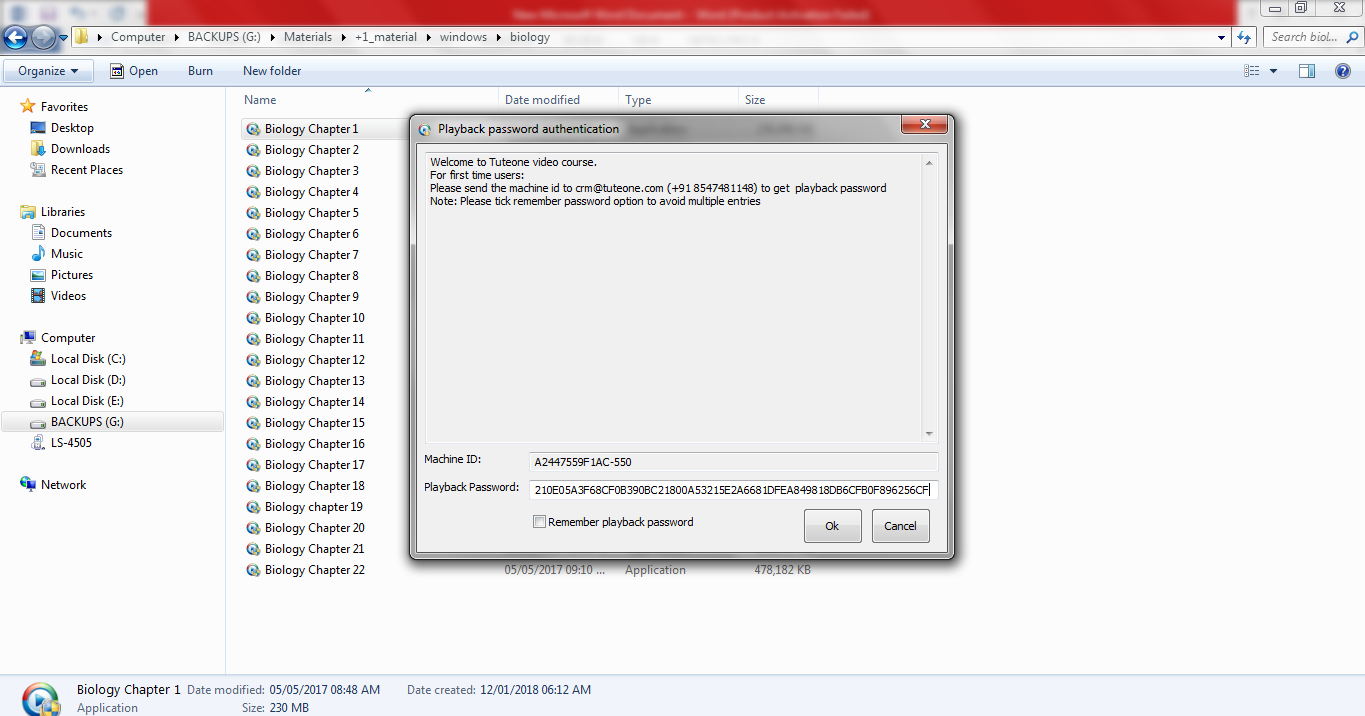 New Microsoft Word Document - Word (Product Activation Failed)
Computer BACKUPS (G:) Materials +1_material windows biology
Search biol...
Organize Open Burn New folder
Favorites
Desktop
Downloads
Recent Places
Libraries
Documents
Music
Pictures
Videos
Computer
Local Disk (C:)
Local Disk (D:)
Local Disk (E:)
BACKUPS (G:)
LS-4505
Network
Name Date modified Type Size
Biology Chapter 1
Biology Chapter 2
Biology Chapter 3
Biology Chapter 4
Biology Chapter 5
Biology Chapter 6
Biology Chapter 7
Biology Chapter 8
Biology Chapter 9
Biology Chapter 10
Biology Chapter 11
Biology Chapter 12
Biology Chapter 13
Biology Chapter 14
Biology Chapter 15
Biology Chapter 16
Biology Chapter 17
Biology Chapter 18
Biology chapter 19
Biology Chapter 20
Biology Chapter 21
Biology Chapter 22 05/05/2017 09:10 ... Application 478,182 KB
Playback password authentication
Welcome to Tuteone video course.
For first time users:
Please send the machine id to crm@tuteone.com (+91 8547481148) to get playback password
Note: Please tick remember password option to avoid multiple entries
Machine ID: A2447559F1AC-550
Playback Password: 210E05A3F68CF0B390BC21800A53215E2A6681DFEA849818DB6CFB0F896256CF
Remember playback password
Ok Cancel
Biology Chapter 1 Date modified: 05/05/2017 08:48 AM Date created: 12/01/2018 06:12 AM
Application Size: 230 MB